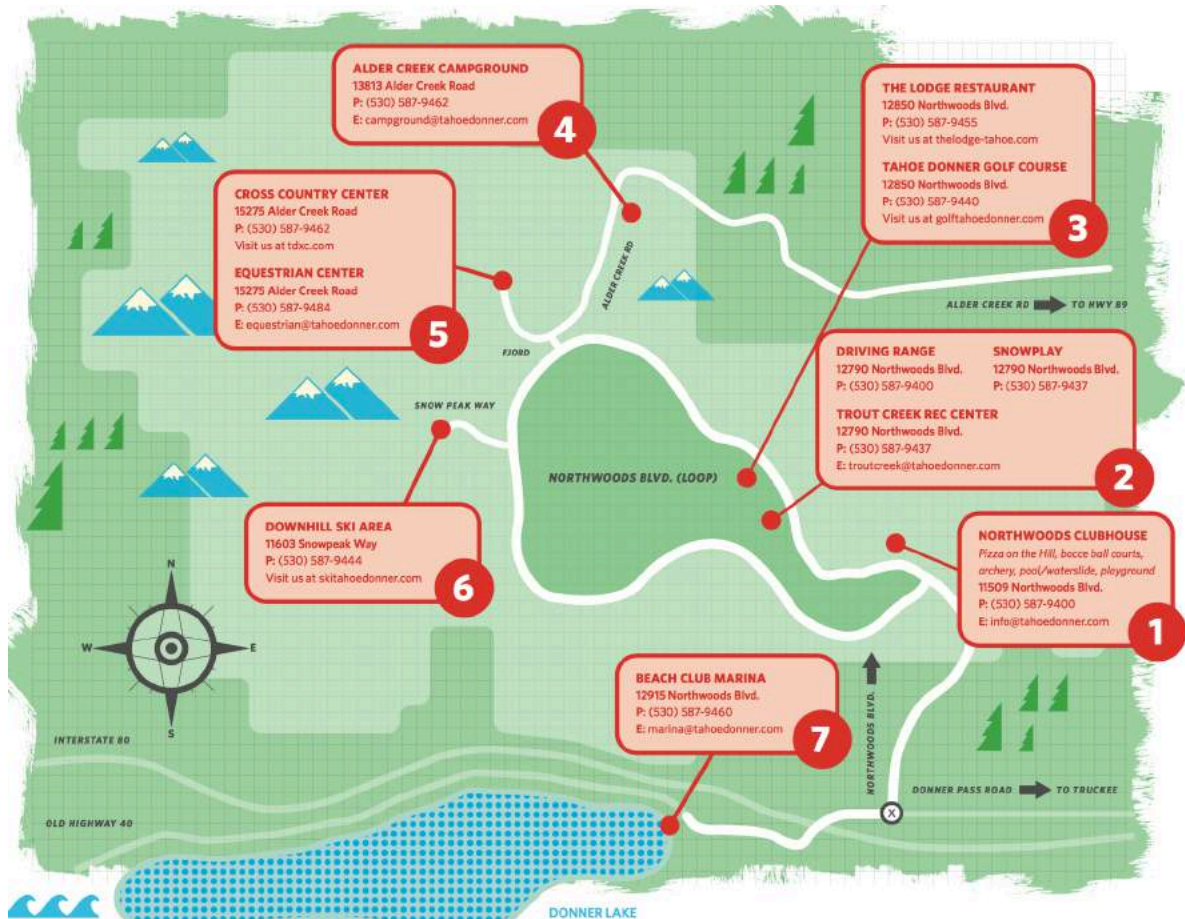 ALDER CREEK CAMPGROUND
13813 Alder Creek Road
P: (530) 587-9462
E: campground@tahoedonner.com
4
THE LODGE RESTAURANT
12850 Northwoods Blvd.
P: (530) 587-9455
Visit us at thelodge-tahoe.com
TAHOE DONNER GOLF COURSE
12850 Northwoods Blvd.
P: (530) 587-9440
Visit us at golftahoedonner.com
3
CROSS COUNTRY CENTER
15275 Alder Creek Road
P: (530) 587-9462
Visit us at tdxc.com
EQUESTRIAN CENTER
15275 Alder Creek Road
P: (530) 587-9484
E: equestrian@tahoedonner.com
5
ALDER CREEK RD
ALDER CREEK RD TO HWY 89
FJORD
DRIVING RANGE
12790 Northwoods Blvd.
P: (530) 587-9400
SNOWPLAY
12790 Northwoods Blvd.
P: (530) 587-9437
TROUT CREEK REC CENTER
12790 Northwoods Blvd.
P: (530) 587-9437
E: troutcreek@tahoedonner.com
2
SNOW PEAK WAY
NORTHWOODS BLVD. (LOOP)
DOWNHILL SKI AREA
11603 Snowpeak Way
P: (530) 587-9444
Visit us at skitahoedonner.com
6
NORTHWOODS CLUBHOUSE
Pizza on the Hill, bocce ball courts,
archery, pool/waterslide, playground
11509 Northwoods Blvd.
P: (530) 587-9400
E: info@tahoedonner.com
1
N
W
E
S
BEACH CLUB MARINA
12915 Northwoods Blvd.
P: (530) 587-9460
E: marina@tahoedonner.com
7
NORTHWOODS BLVD.
INTERSTATE 80
DONNER PASS ROAD TO TRUCKEE
X
OLD HIGHWAY 40
DONNER LAKE